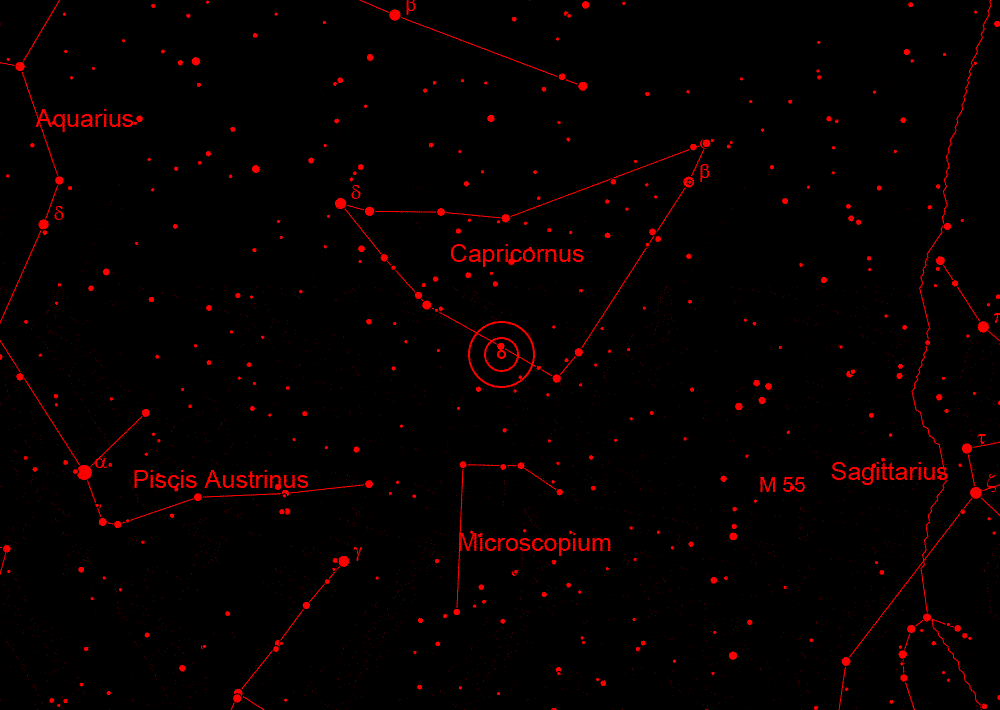 β
Aquarius
β
δ
δ
Capricornus
τ
α
Piscis Austrinus
Sagittarius
M 55
Microscopium
γ